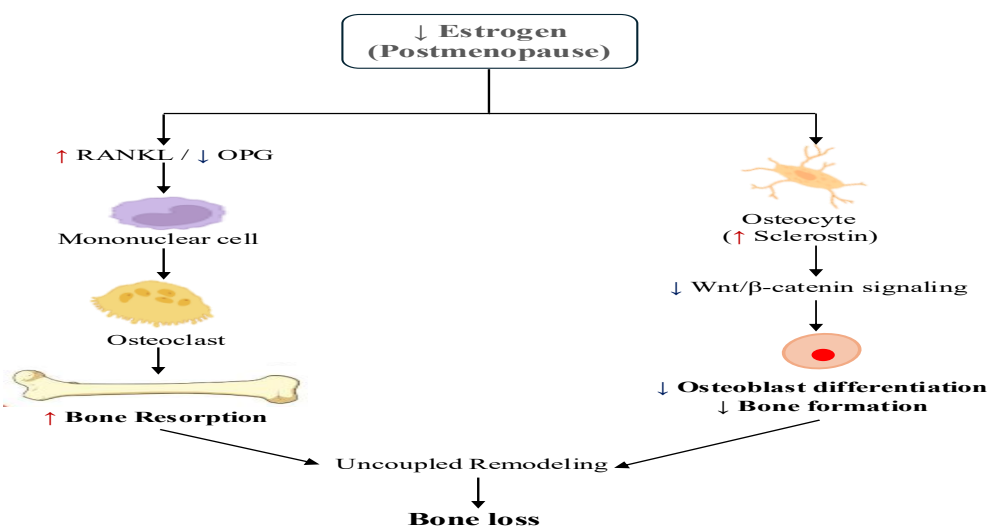 ↓ Estrogen
(Postmenopause)
↑ RANKL / ↓ OPG
Mononuclear cell
Osteoclast
↑ Bone Resorption
Osteocyte
(↑ Sclerostin)
↓ Wnt/β-catenin signaling
↓ Osteoblast differentiation
↓ Bone formation
Uncoupled Remodeling
Bone loss